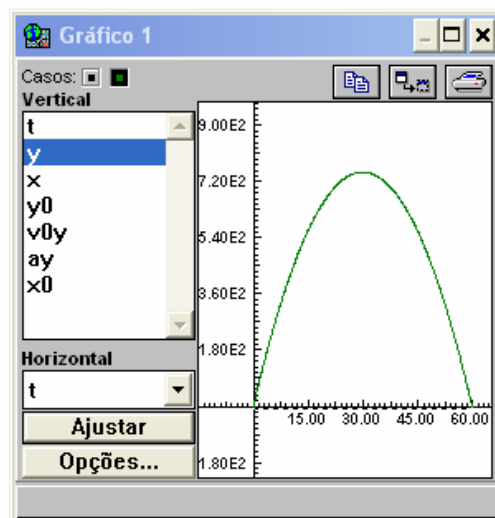 Gráfico 1
Casos:
Vertical
t
y
x
y0
v0y
ay
x0
Horizontal
t
Ajustar
Opções...
9.00E2
7.20E2
5.40E2
3.60E2
1.80E2
15.00 30.00 45.00 60.00
1.80E2